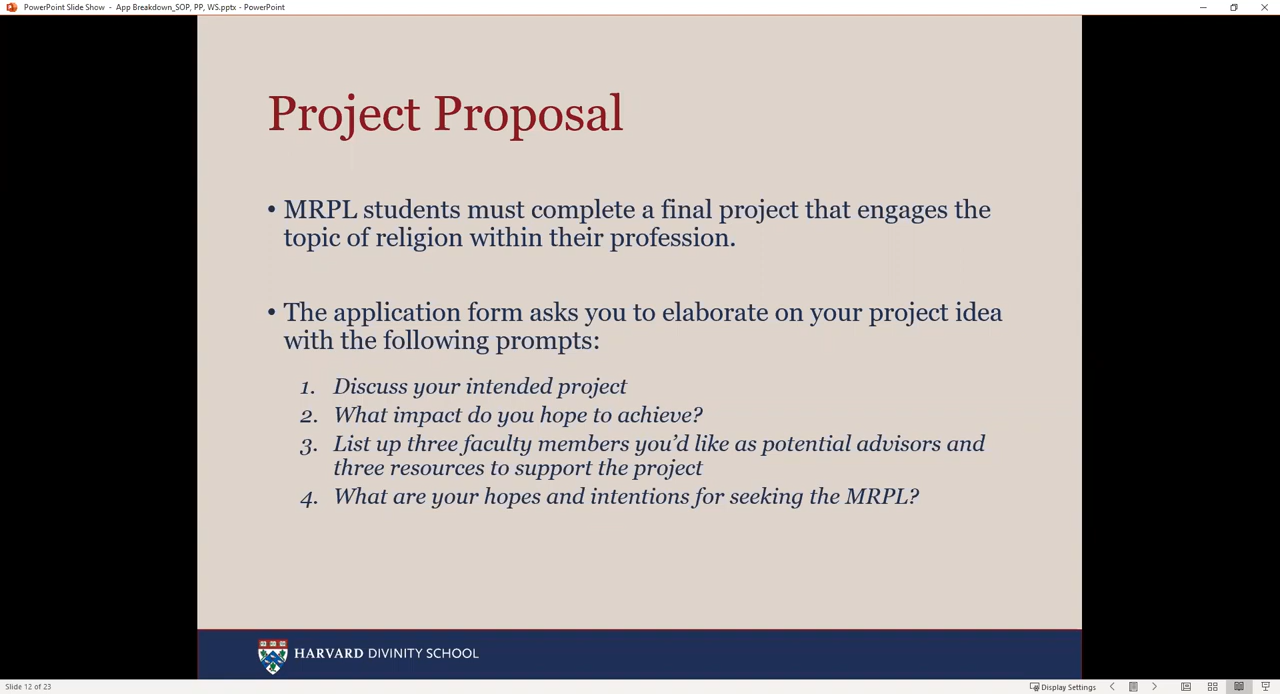 PowerPoint Slide Show - App Breakdown_SOP, PP, WS.pptx - PowerPoint
Project Proposal
• MRPL students must complete a final project that engages the
topic of religion within their profession.
• The application form asks you to elaborate on your project idea
with the following prompts:
1. Discuss your intended project
2. What impact do you hope to achieve?
3. List up three faculty members you’d like as potential advisors and
three resources to support the project
4. What are your hopes and intentions for seeking the MRPL?
HARVARD DIVINITY SCHOOL
Slide 12 of 23
Display Settings